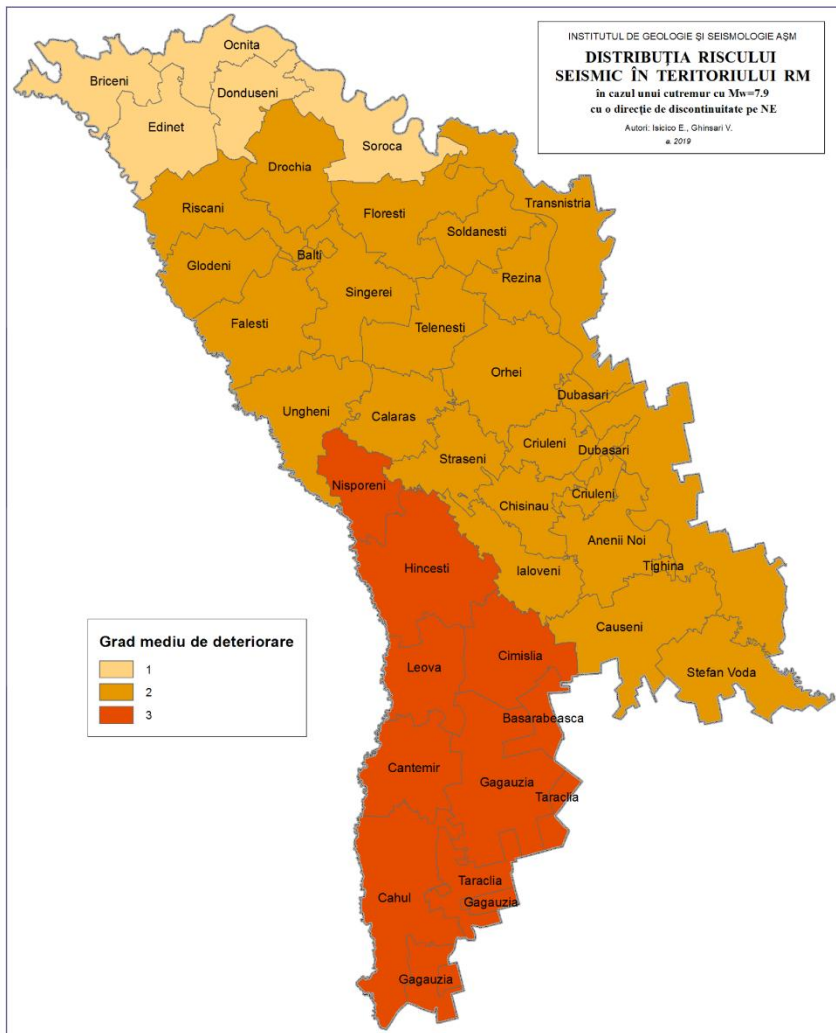 INSTITUTUL DE GEOLOGIE ȘI SEISMOLOGIE AȘM
DISTRIBUȚIA RISCULUI
SEISMIC ÎN TERITORIULUI RM
în cazul unui cutremur cu Mw=7.9
cu o direcție de discontinuitate pe NE
Autori: Isicico E., Ghinsari V.
a. 2019
Ocnita
Briceni
Donduseni
Edinet
Soroca
Drochia
Riscani
Floresti
Transnistria
Soldanesti
Balti
Glodeni
Rezina
Singerei
Falesti
Telenesti
Orhei
Dubasari
Ungheni
Calaras
Criuleni
Dubasari
Straseni
Nisporeni
Chisinau
Criuleni
Anenii Noi
Hincesti
Ialoveni
Tighina
Causeni
Grad mediu de deteriorare
1
2
3
Leova
Cimislia
Stefan Voda
Basarabeasca
Cantemir
Gagauzia
Taraclia
Taraclia
Cahul
Gagauzia
Gagauzia